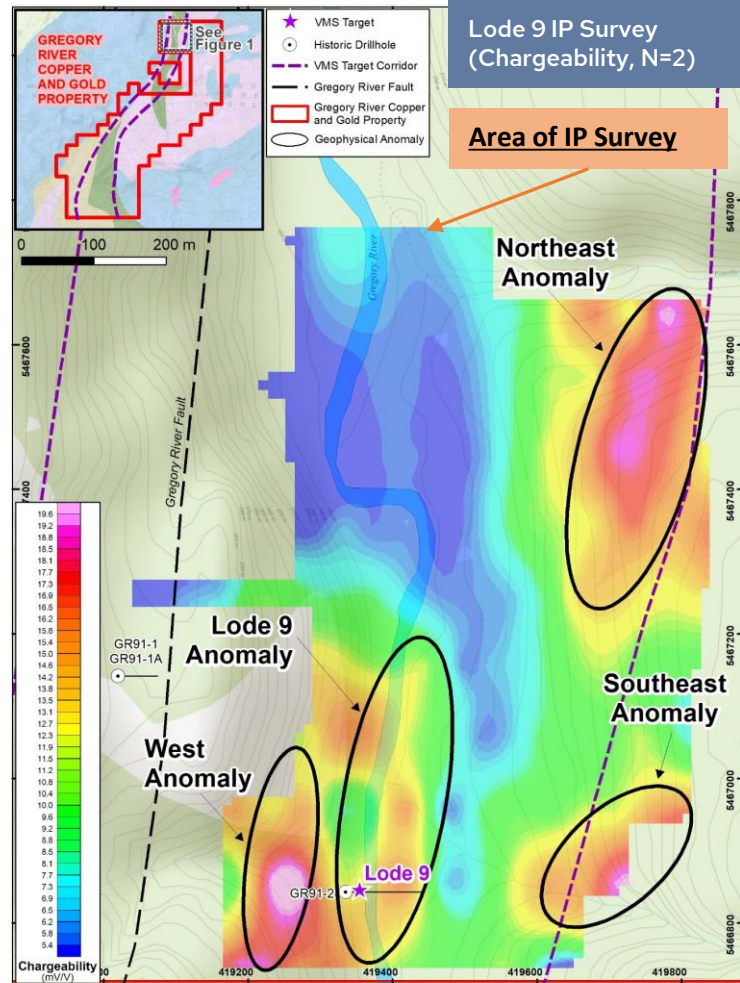 Lode 9 IP Survey
(Chargeability, N=2)
GREGORY
RIVER
COPPER
AND GOLD
PROPERTY
See
Figure 1
VMS Target
Historic Drillhole
VMS Target Corridor
Gregory River Fault
Gregory River Copper
and Gold Property
Geophysical Anomaly
Area of IP Survey
0 100 200 m
Gregory River
Northeast
Anomaly
5467800
5467600
Gregory River Fault
5467400
467400
19.6
19.2
18.8
18.5
18.1
17.7
17.3
16.9
16.5
16.2
15.8
15.4
15.0
14.6
14.2
13.8
13.5
13.1
12.7
12.3
11.9
11.5
11.2
10.8
10.4
10.0
9.6
9.2
8.8
8.5
8.1
7.7
7.3
6.9
6.5
6.2
5.8
5.4
Chargeability
(mV/V)
GR91-1
GR91-1A
Lode 9
Anomaly
5467200
Southeast
Anomaly
West
Anomaly
5467000
GR91-2
Lode 9
5466800
419200
419400
419600
419800